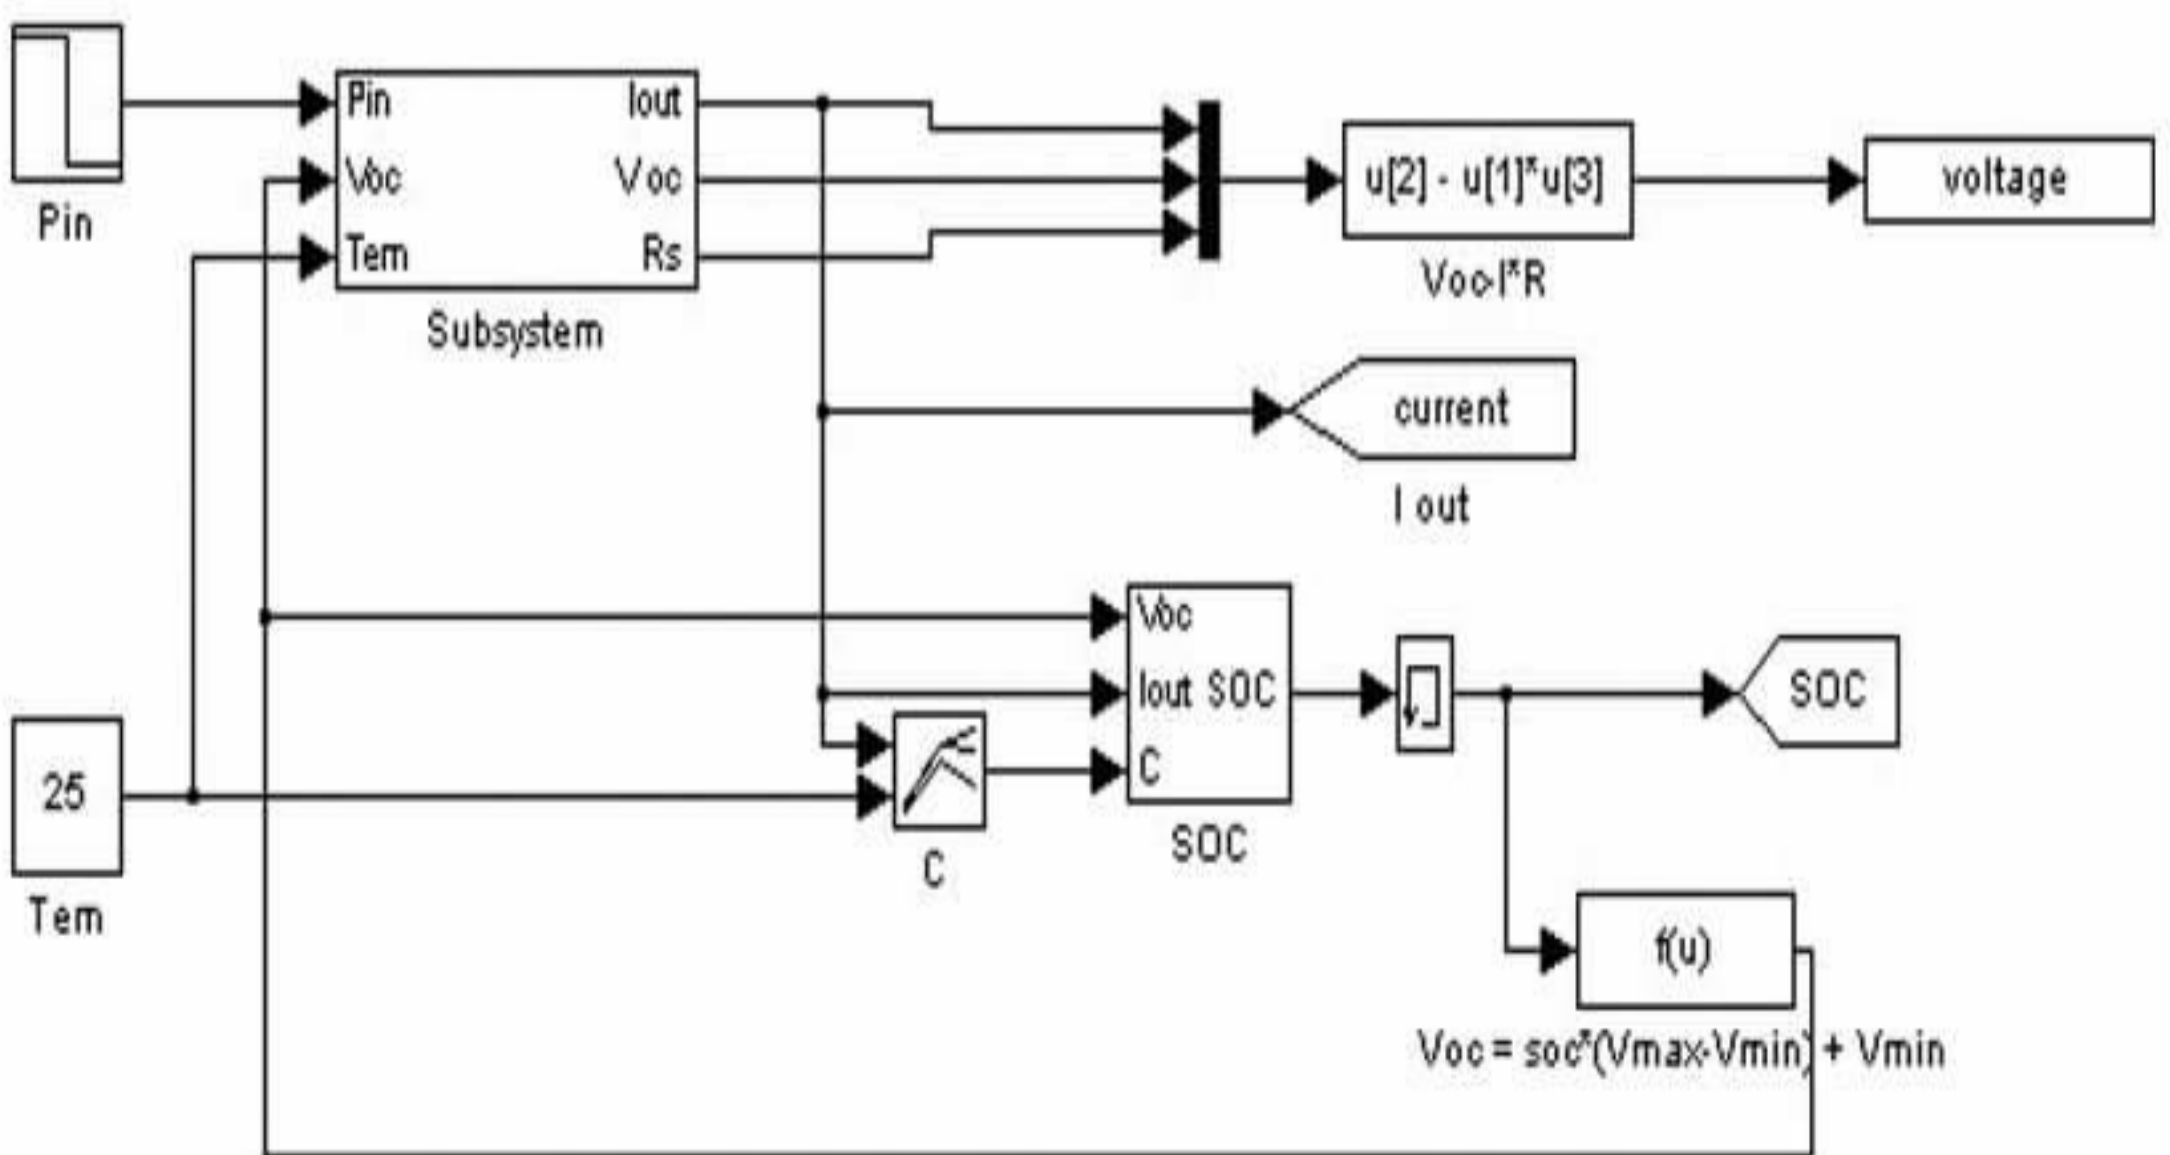 Pin
Pin
Voc
Tem
Iout
Voc
Rs
Subsystem
u[2] - u[1]*u[3]
Voc-I*R
voltage
current
I out
Voc
Iout
C
SOC
SOC
SOC
25
Tem
C
f(u)
Voc = soc*(Vmax-Vmin) + Vmin